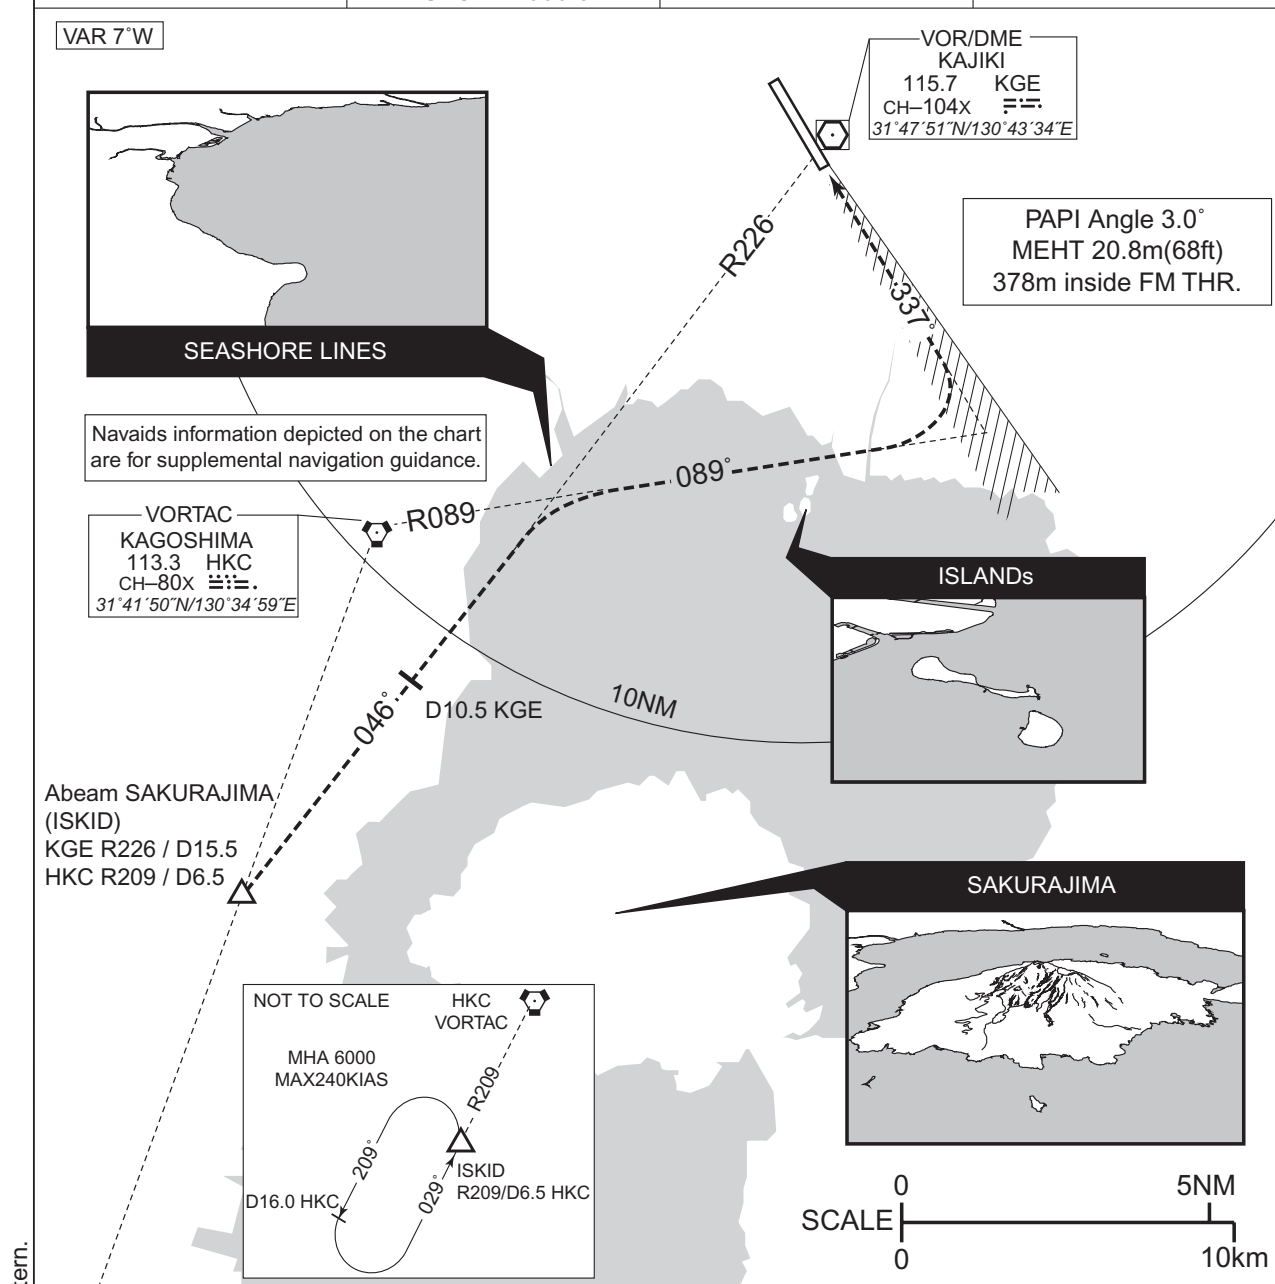 VAR 7˚W
VOR/DME
KAJIKI
115.7 KGE
CH–104X
31˚47´51˝N/130˚43´34˝E
PAPI Angle 3.0˚
MEHT 20.8m(68ft)
378m inside FM THR.
R226
337˚
SEASHORE LINES
Navaids information depicted on the chart
are for supplemental navigation guidance.
089˚
R089
VORTAC
KAGOSHIMA
113.3 HKC
CH–80X
31˚41´50˝N/130˚34´59˝E
ISLANDs
10NM
D10.5 KGE
046˚
Abeam SAKURAJIMA
(ISKID)
KGE R226 / D15.5
HKC R209 / D6.5
SAKURAJIMA
NOT TO SCALE
HKC
VORTAC
MHA 6000
MAX240KIAS
R209
209˚
029˚
ISKID
R209/D6.5 HKC
D16.0 HKC
0 5NM
SCALE
0 10km
ern.